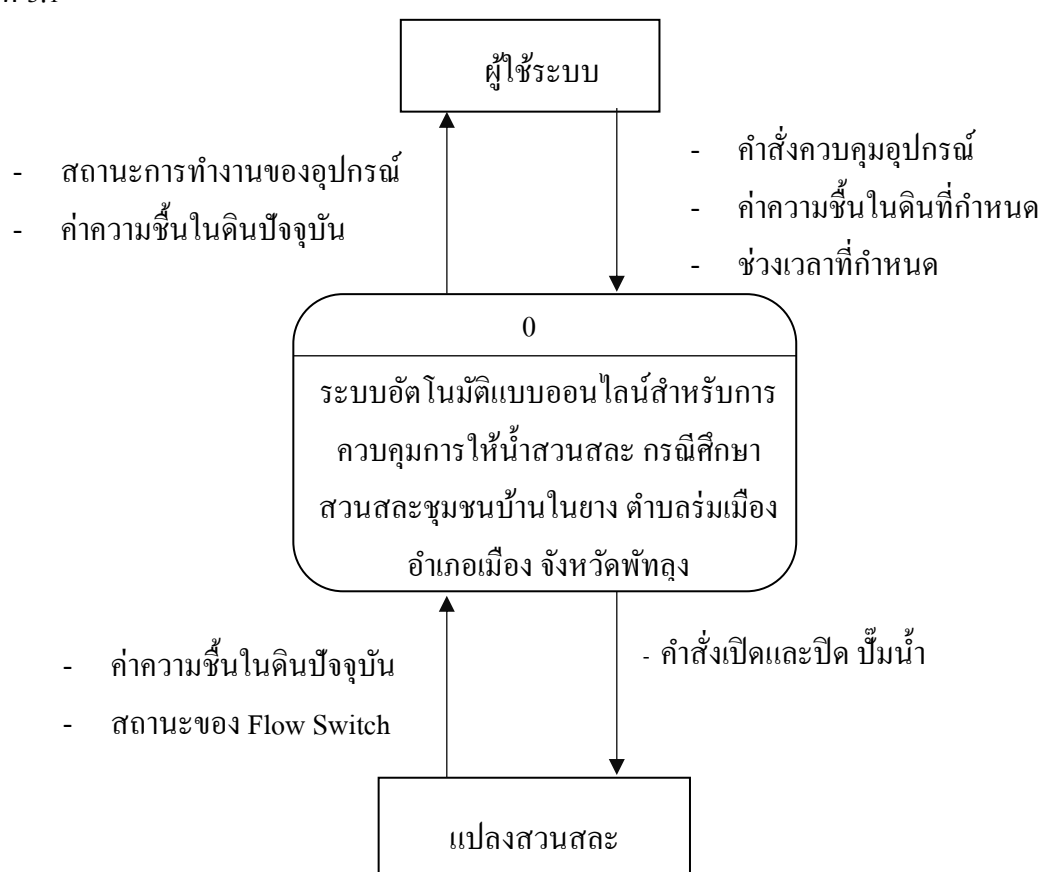 ผู้ใช้ระบบ
- สถานะการทำงานของอุปกรณ์
- ค่าความชื้นในดินปัจจุบัน
- คำสั่งควบคุมอุปกรณ์
- ค่าความชื้นในดินที่กำหนด
- ช่วงเวลาที่กำหนด
0
ระบบอัตโนมัติแบบออนไลน์สำหรับการ
ควบคุมการให้น้ำสวนสละ กรณีศึกษา
สวนสละชุมชนบ้านในยาง ตำบลร่มเมือง
อำเภอเมือง จังหวัดพัทลุง
- ค่าความชื้นในดินปัจจุบัน
- สถานะของ Flow Switch
- คำสั่งเปิดและปิด ปั๊มน้ำ
แปลงสวนสละ